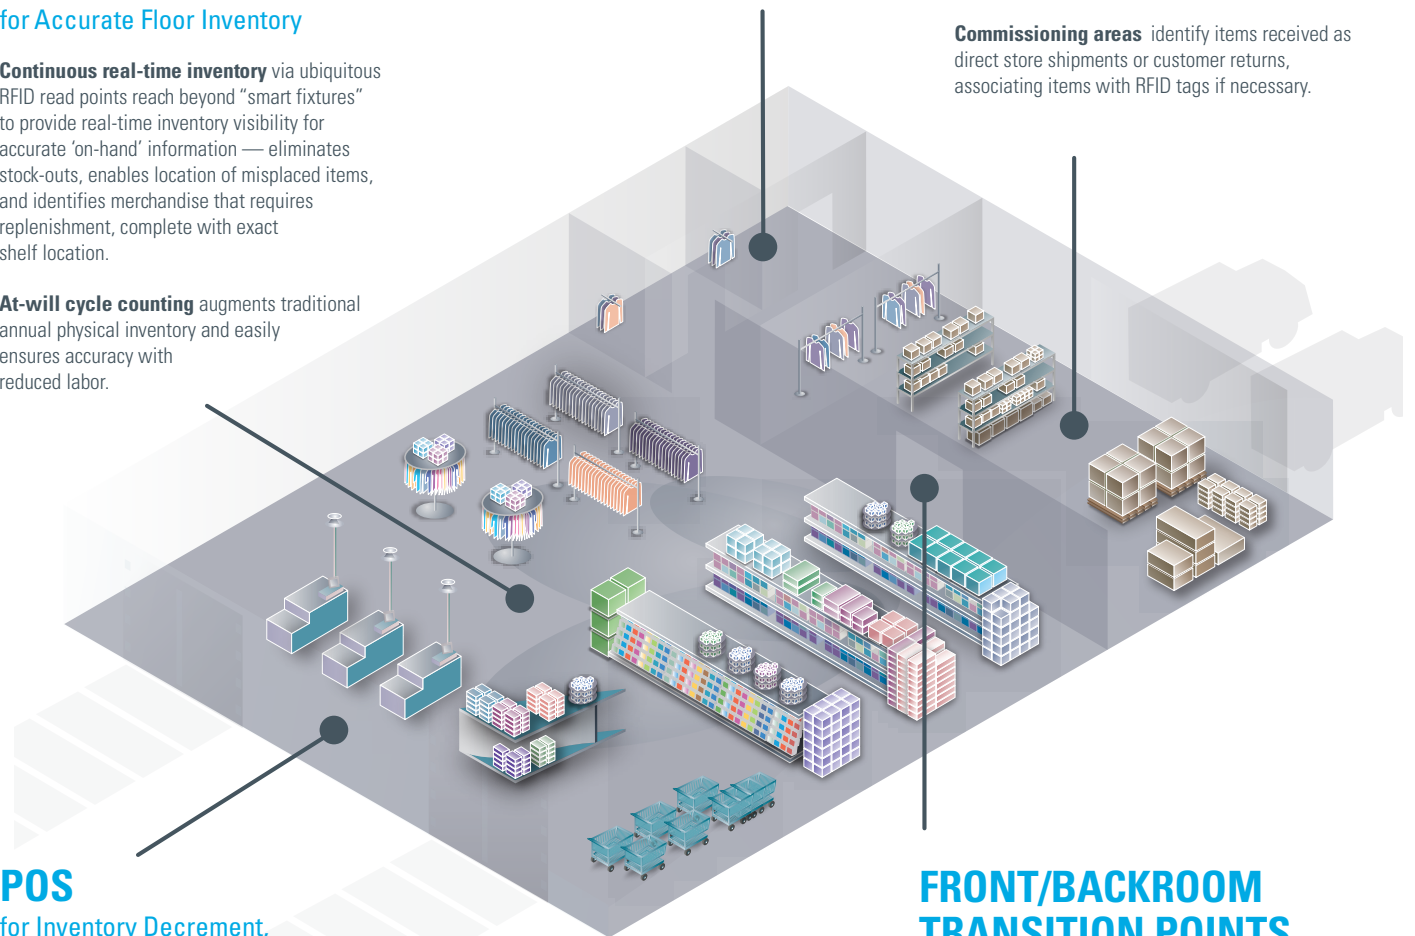 for Accurate Floor Inventory
Continuous real-time inventory via ubiquitous
RFID read points reach beyond “smart fixtures”
to provide real-time inventory visibility for
accurate ‘on-hand’ information — eliminates
stock-outs, enables location of misplaced items,
and identifies merchandise that requires
replenishment, complete with exact
shelf location.
At-will cycle counting augments traditional
annual physical inventory and easily
ensures accuracy with
reduced labor.
Commissioning areas identify items received as
direct store shipments or customer returns,
associating items with RFID tags if necessary.
POS
for Inventory Decrement,
FRONT/BACKROOM
TRANSITION POINTS